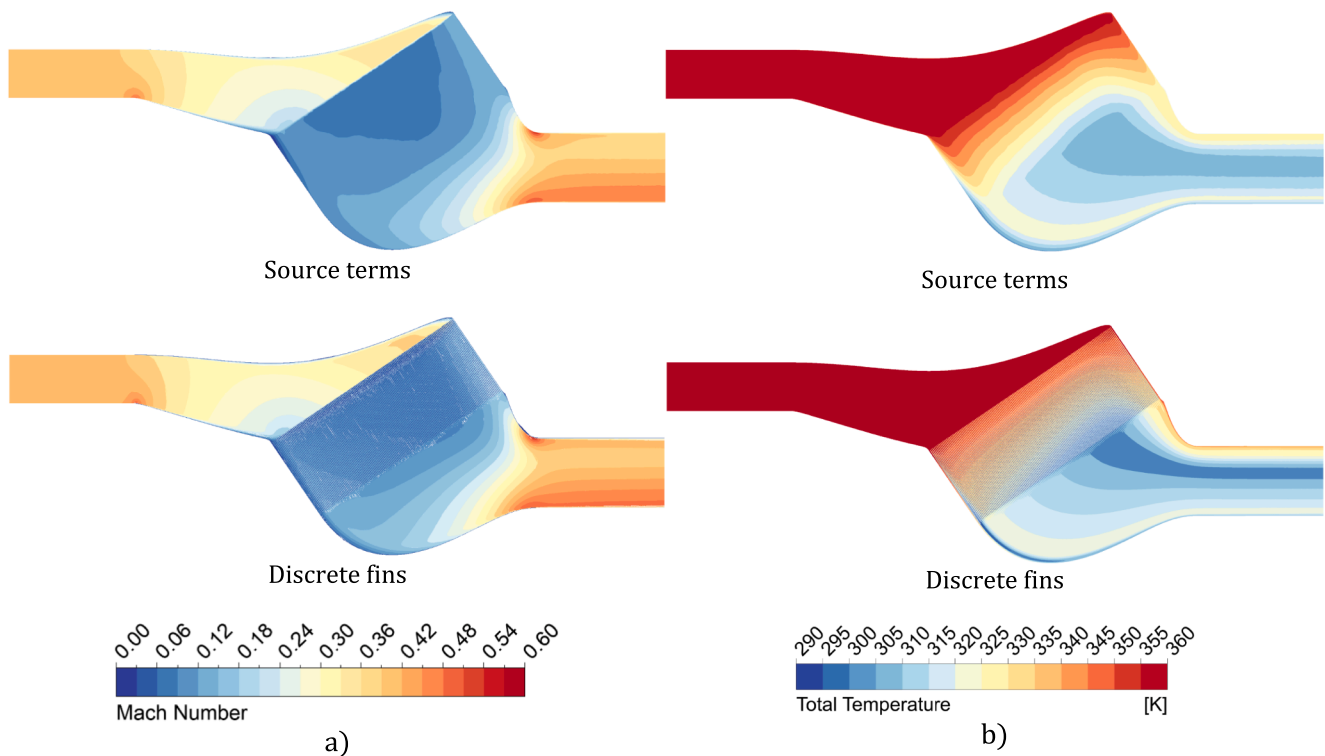 Source terms
Source terms
Discrete fins
Discrete fins
0.00 0.06 0.12 0.18 0.24 0.30 0.36 0.42 0.48 0.54 0.60
Mach Number
290 295 300 305 310 315 320 325 330 335 340 345 350 355 360
Total Temperature [K]
a)
b)